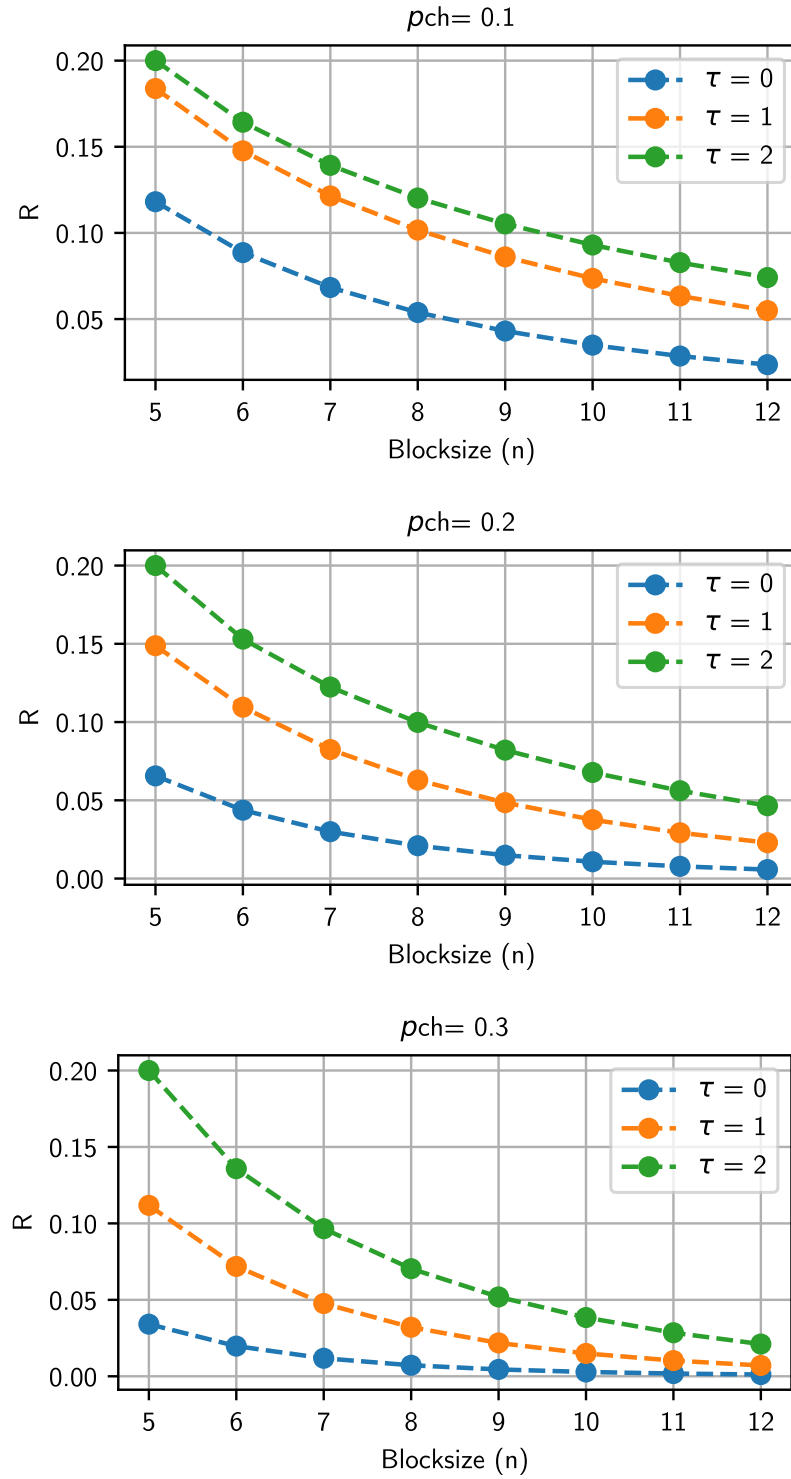 pch= 0.1
0.20
0.15
0.10
0.05
R
τ = 0
τ = 1
τ = 2
5 6 7 8 9 10 11 12
Blocksize (n)
pch= 0.2
0.20
0.15
0.10
0.05
0.00
R
τ = 0
τ = 1
τ = 2
5 6 7 8 9 10 11 12
Blocksize (n)
pch= 0.3
0.20
0.15
0.10
0.05
0.00
R
τ = 0
τ = 1
τ = 2
5 6 7 8 9 10 11 12
Blocksize (n)